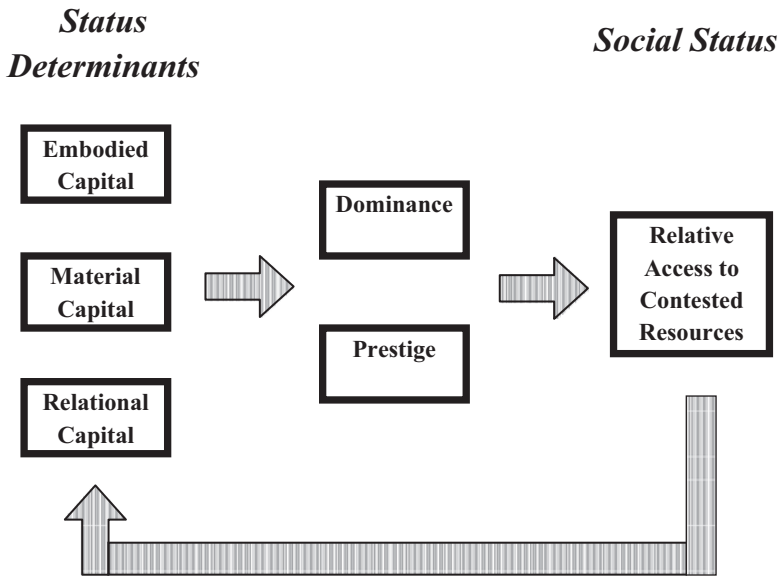 Status
Determinants
Social Status
Embodied
Capital
Material
Capital
Relational
Capital
Dominance
Prestige
Relative
Access to
Contested
Resources